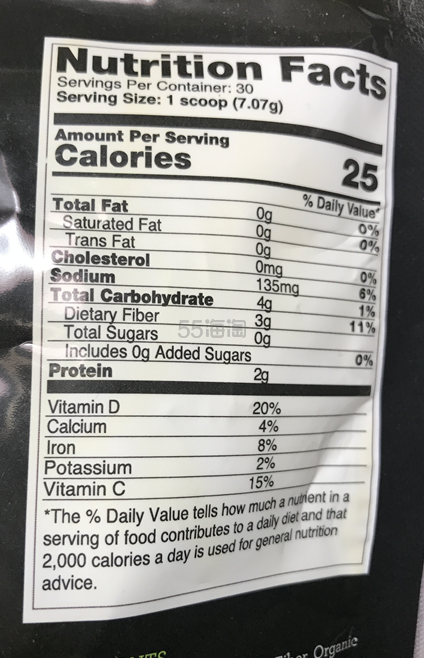 Nutrition Facts
Servings Per Container: 30
Serving Size: 1 scoop (7.07g)
Amount Per Serving
Calories 25
% Daily Value*
Total Fat 0g 0%
Saturated Fat 0g 0%
Trans Fat 0g
Cholesterol 0mg 0%
Sodium 135mg 6%
Total Carbohydrate 4g 1%
Dietary Fiber 3g 11%
Total Sugars 0g
55海淘
Includes 0g Added Sugars 0%
Protein 2g
Vitamin D 20%
Calcium 4%
Iron 8%
Potassium 2%
Vitamin C 15%
*The % Daily Value tells how much a nutrient in a
serving of food contributes to a daily diet and that
2,000 calories a day is used for general nutrition
advice.
Organic